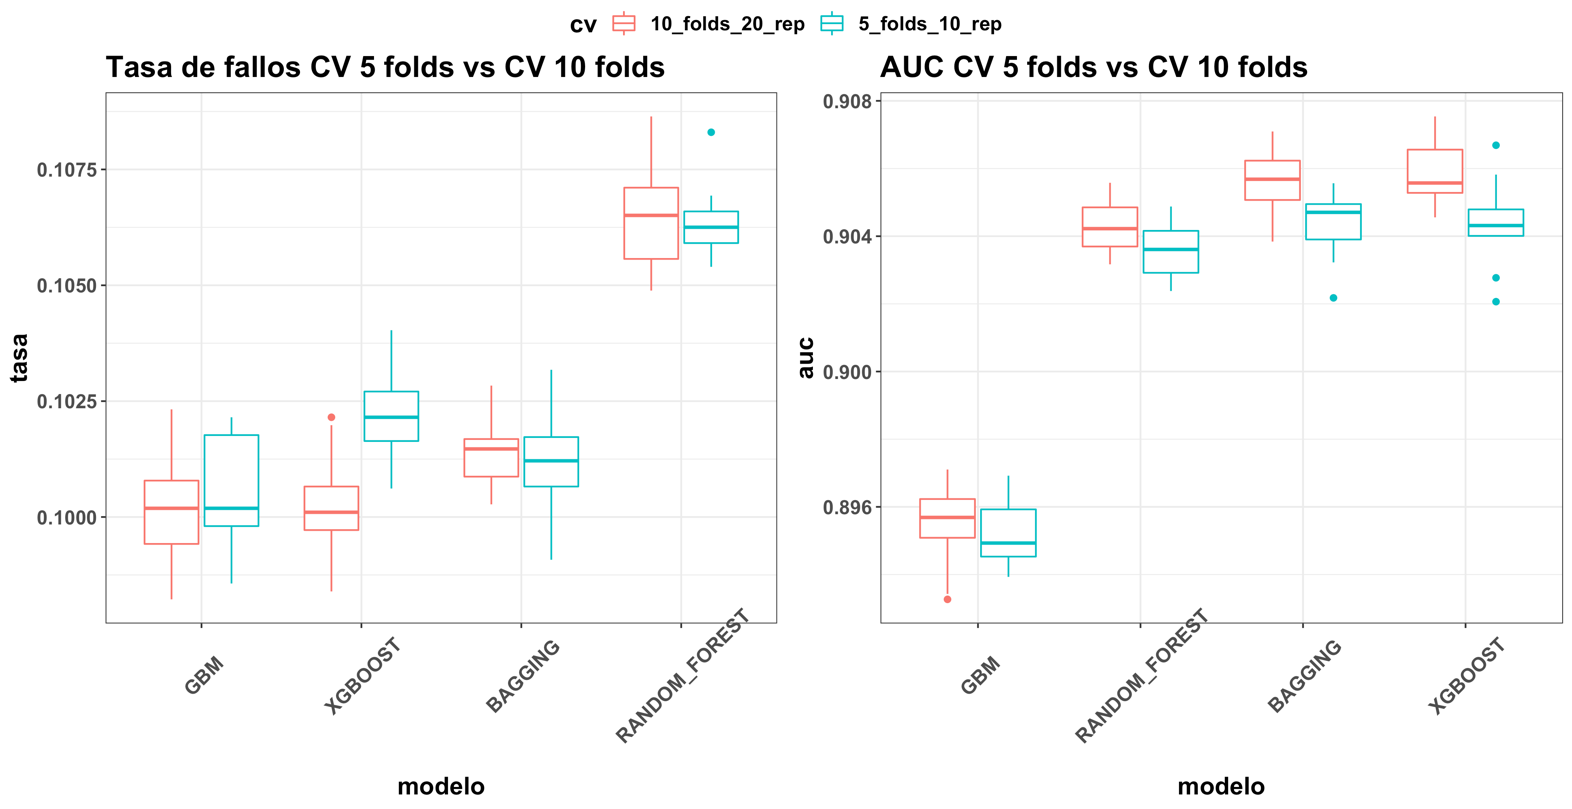 cv 10_folds_20_rep 5_folds_10_rep
Tasa de fallos CV 5 folds vs CV 10 folds
tasa
0.1075
0.1050
0.1025
0.1000
GBM
XGBOOST
BAGGING
RANDOM_FOREST
modelo
AUC CV 5 folds vs CV 10 folds
auc
0.908
0.904
0.900
0.896
GBM
RANDOM_FOREST
BAGGING
XGBOOST
modelo